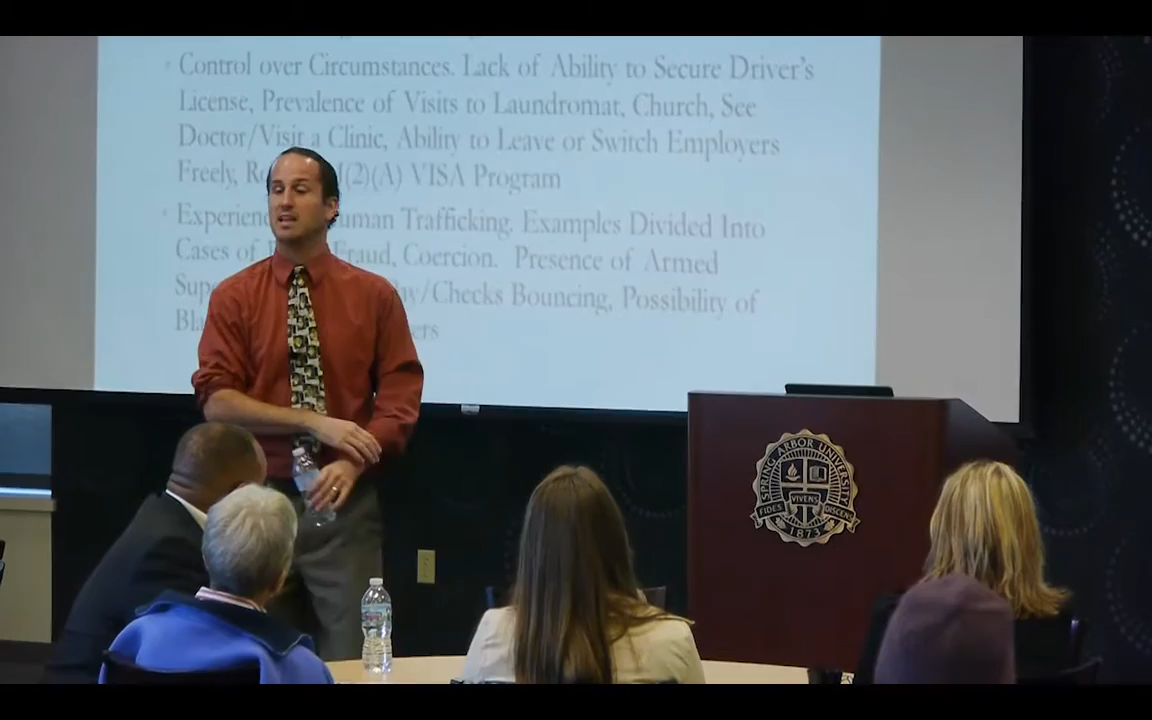 Control over Circumstances. Lack of Ability to Secure Driver's
License, Prevalence of Visits to Laundromat, Church, See
Doctor/Visit a Clinic, Ability to Leave or Switch Employers
Freely, (2)(A) VISA Program
Trafficking. Examples Divided Into
Cases of Fraud, Coercion. Presence of Armed
/Checks Bouncing, Possibility of
SPRING ARBOR UNIVERSITY
VIVENS
FIDES DISCENS
1873